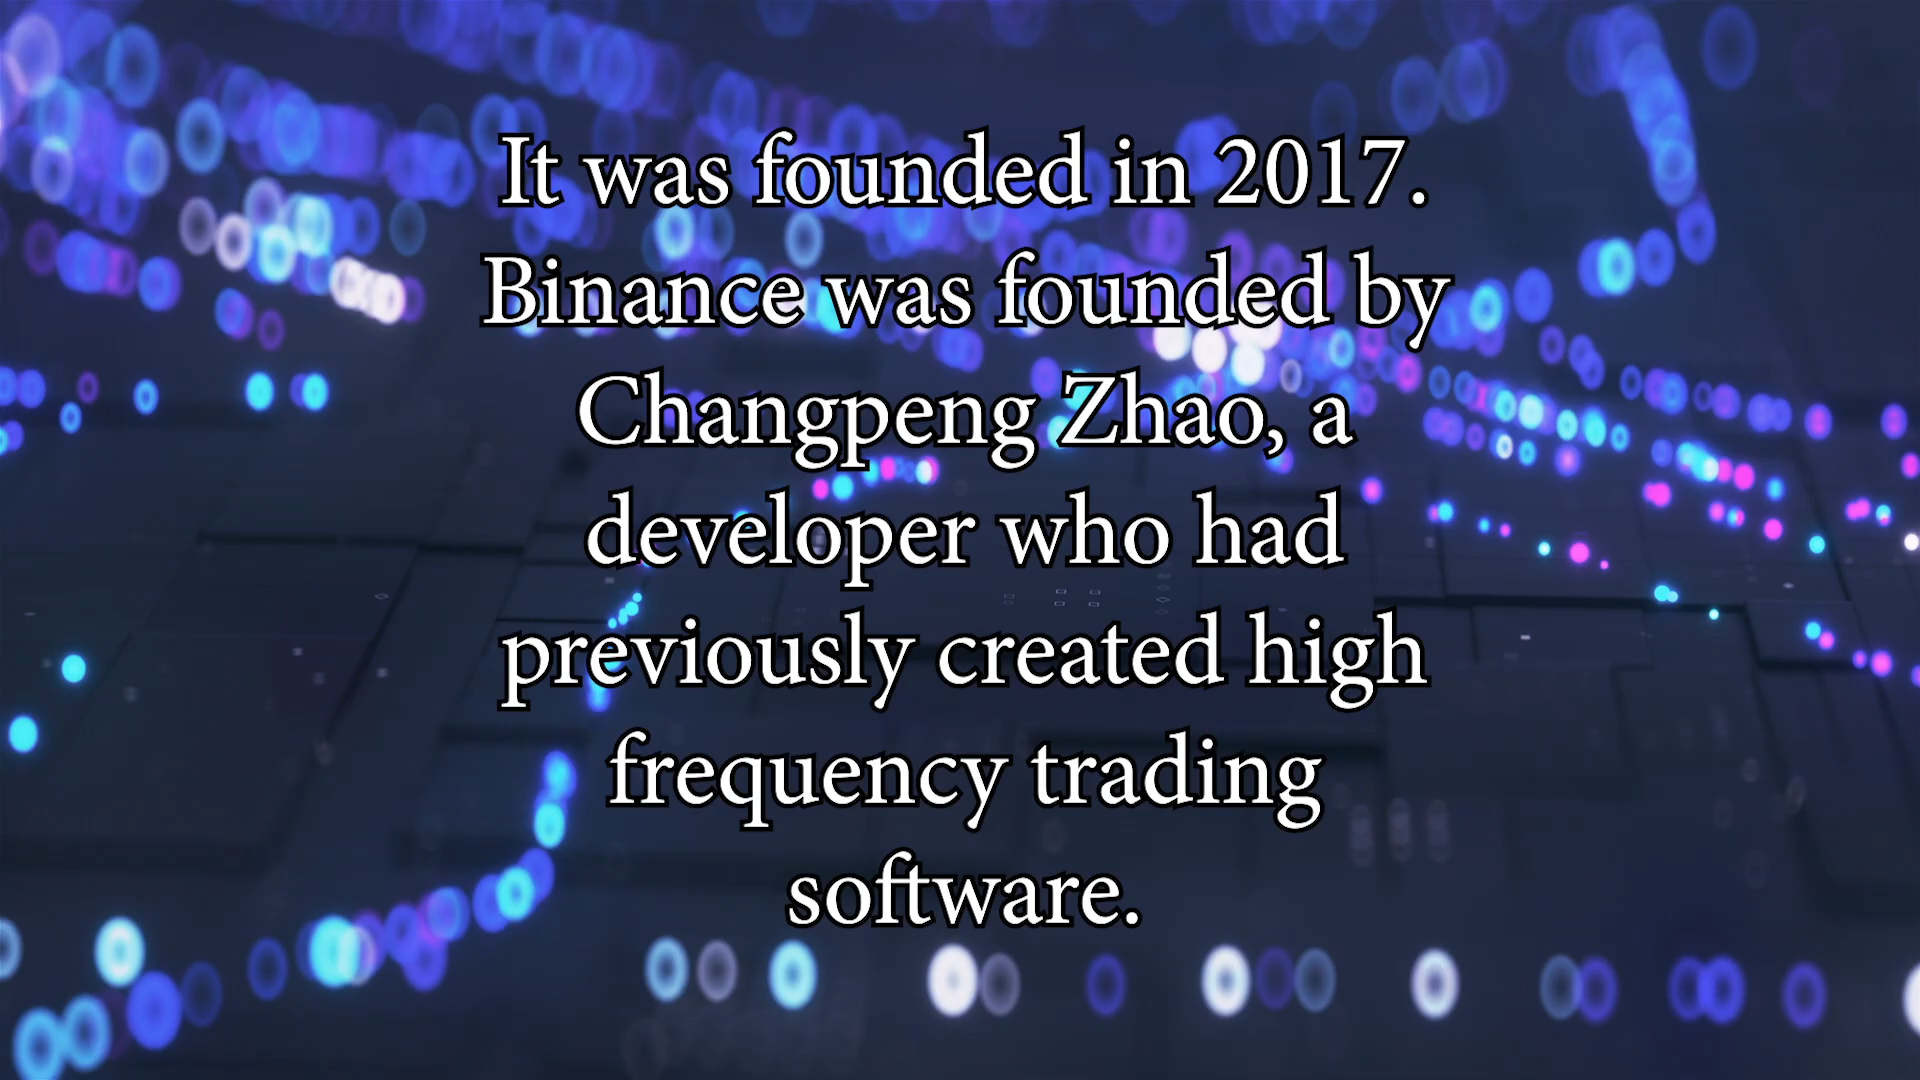 It was founded in 2017.
Binance was founded by
Changpeng Zhao, a
developer who had
previously created high
frequency trading
software.